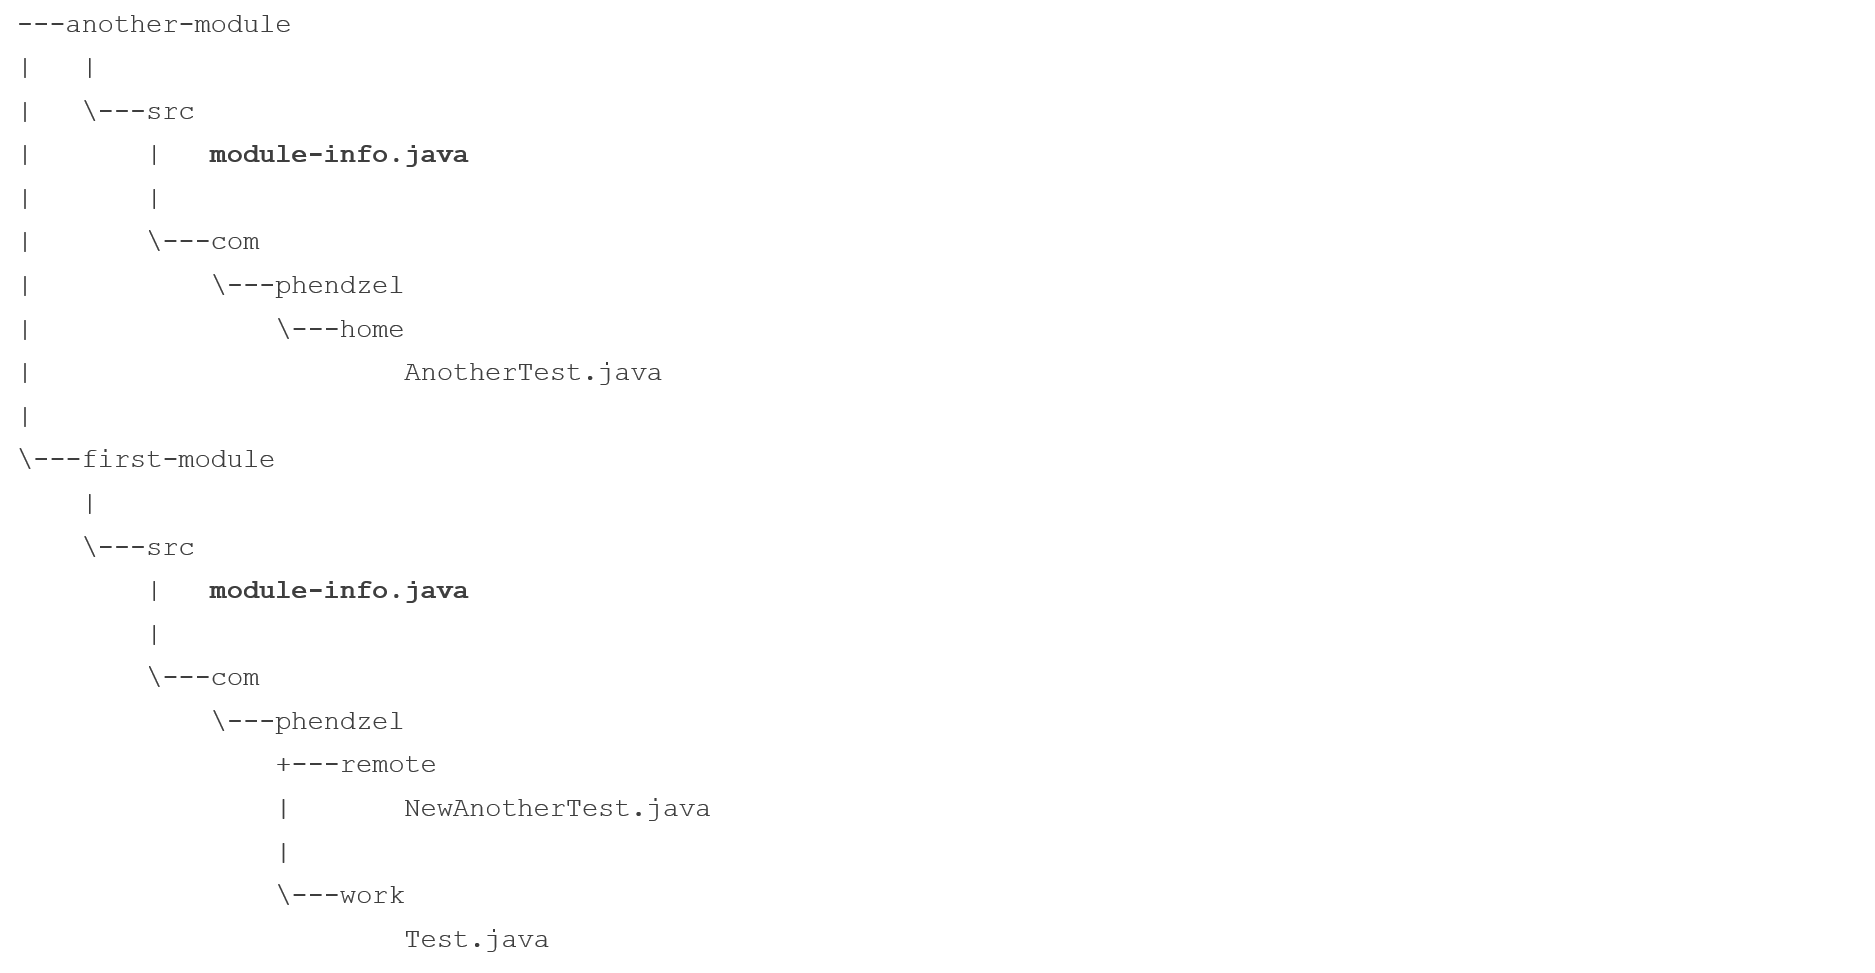 ---another-module
|   |
|   \---src
|       |   module-info.java
|       |
|       \---com
|           \---phendzel
|               \---home
|                       AnotherTest.java
|
\---first-module
    |
    \---src
        |   module-info.java
        |
        \---com
            \---phendzel
                +---remote
                |       NewAnotherTest.java
                |
                \---work
                        Test.java